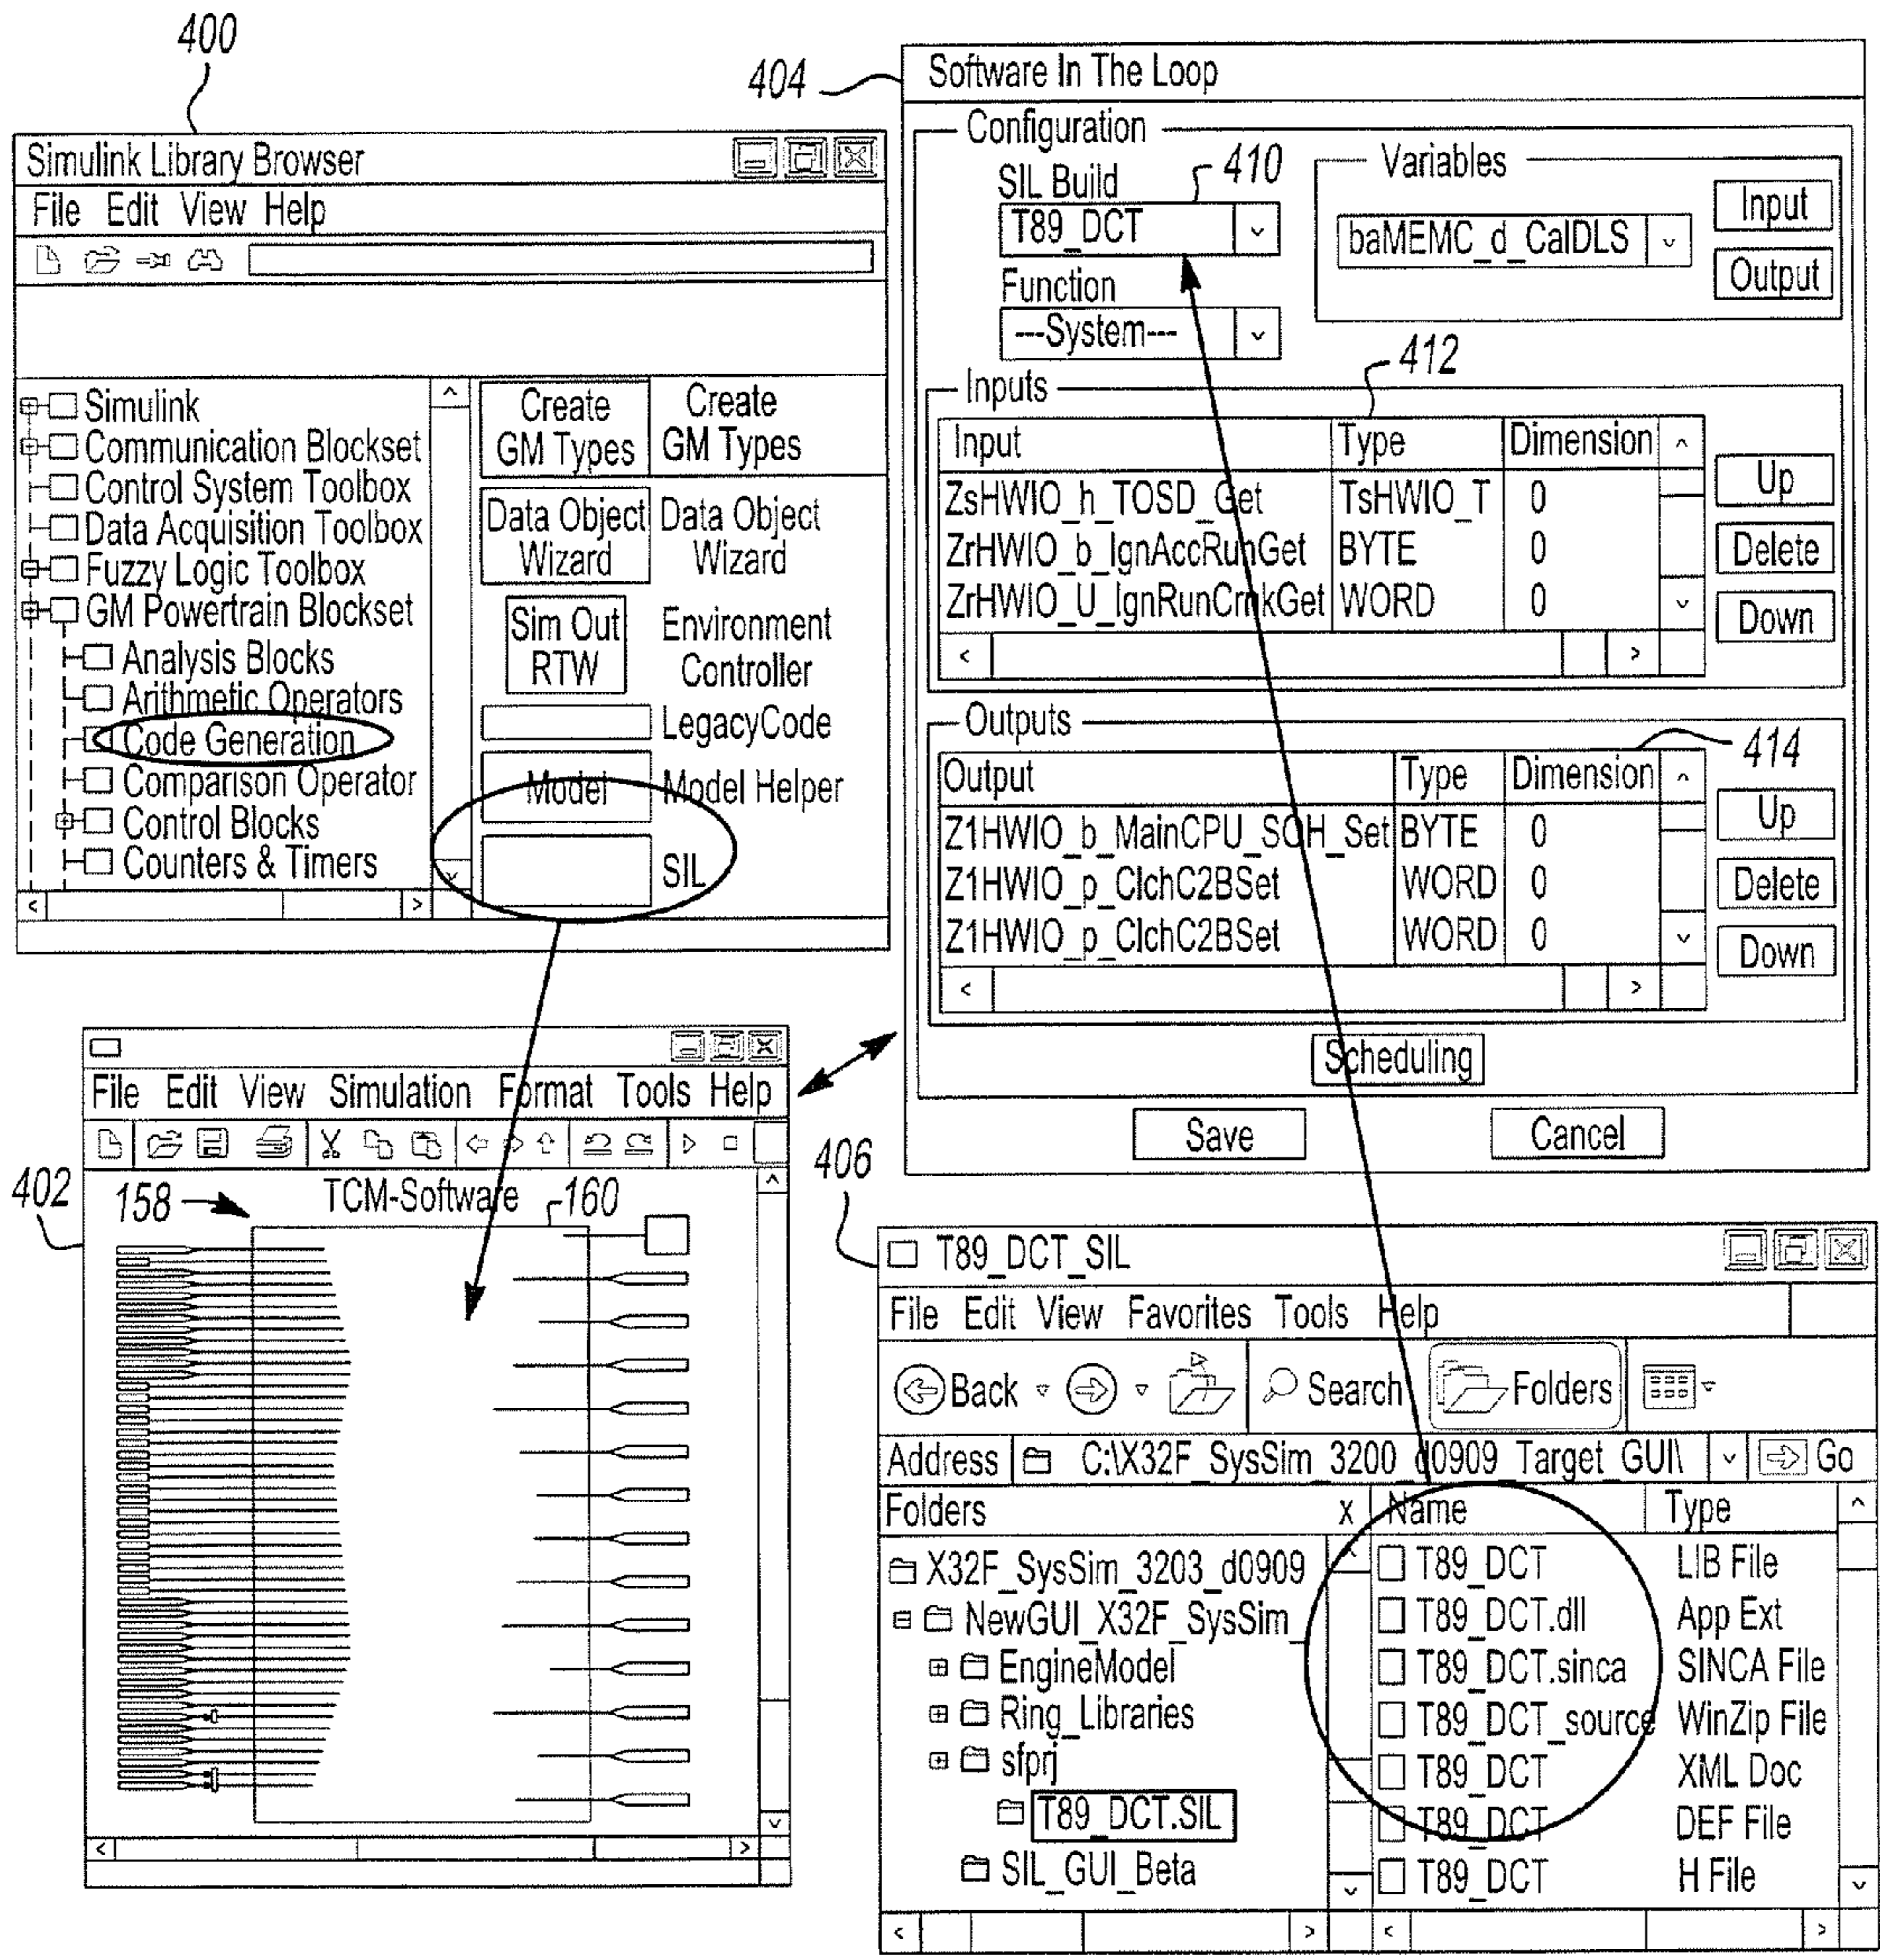 400
Simulink Library Browser
File Edit View Help
Simulink
Communication Blockset
Control System Toolbox
Data Acquisition Toolbox
Fuzzy Logic Toolbox
GM Powertrain Blockset
Analysis Blocks
Arithmetic Operators
Code Generation
Comparison Operator
Control Blocks
Counters & Timers
Create
GM Types
Create
GM Types
Data Object
Wizard
Data Object
Wizard
Sim Out
RTW
Environment
Controller
LegacyCode
Model
Model Helper
SIL
404
Software In The Loop
Configuration
SIL Build
410
T89_DCT
Function
---System---
Variables
baMEMC_d_CalDLS
Input
Output
412
Inputs
Input Type Dimension
ZsHWIO_h_TOSD_Get TsHWIO_T 0
ZrHWIO_b_IgnAccRunGet BYTE 0
ZrHWIO_U_IgnRunCrnkGet WORD 0
Up
Delete
Down
Outputs
414
Output Type Dimension
Z1HWIO_b_MainCPU_SOH_Set BYTE 0
Z1HWIO_p_ClchC2BSet WORD 0
Z1HWIO_p_ClchC2BSet WORD 0
Up
Delete
Down
Scheduling
Save
Cancel
402
File Edit View Simulation Format Tools Help
158
TCM-Software
160
406
T89_DCT_SIL
File Edit View Favorites Tools Help
Back
Search
Folders
Address C:\X32F_SysSim_3200_d0909_Target_GUI\ Go
Folders x
X32F_SysSim_3203_d0909
NewGUI_X32F_SysSim_
EngineModel
Ring_Libraries
sfprj
T89_DCT.SIL
SIL_GUI_Beta
Name Type
T89_DCT LIB File
T89_DCT.dll App Ext
T89_DCT.sinca SINCA File
T89_DCT_source WinZip File
T89_DCT XML Doc
T89_DCT DEF File
T89_DCT H File